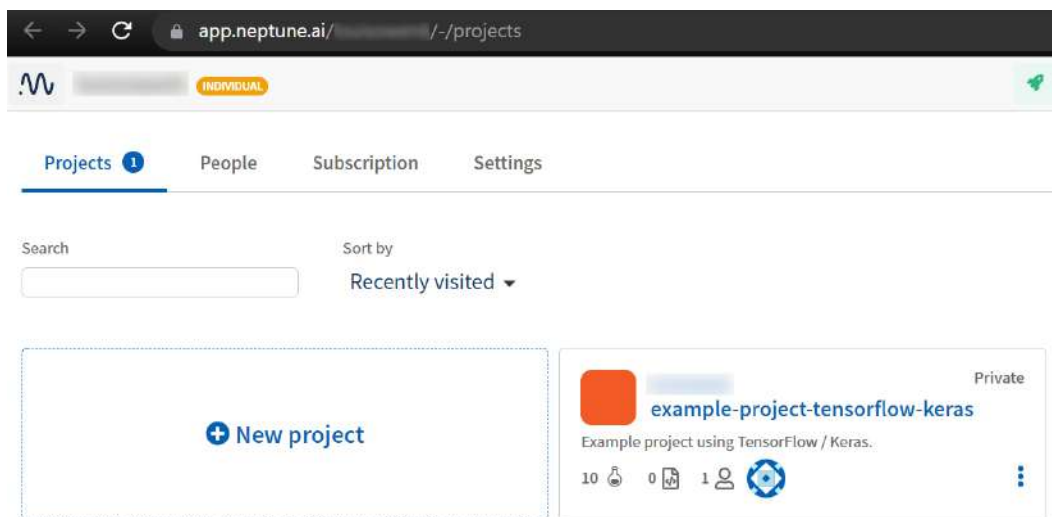 app.neptune.ai/ /-/projects
INDIVIDUAL
Projects 1 People Subscription Settings
Search Sort by
Recently visited
New project
Private
example-project-tensorflow-keras
Example project using TensorFlow / Keras.
10 0 1